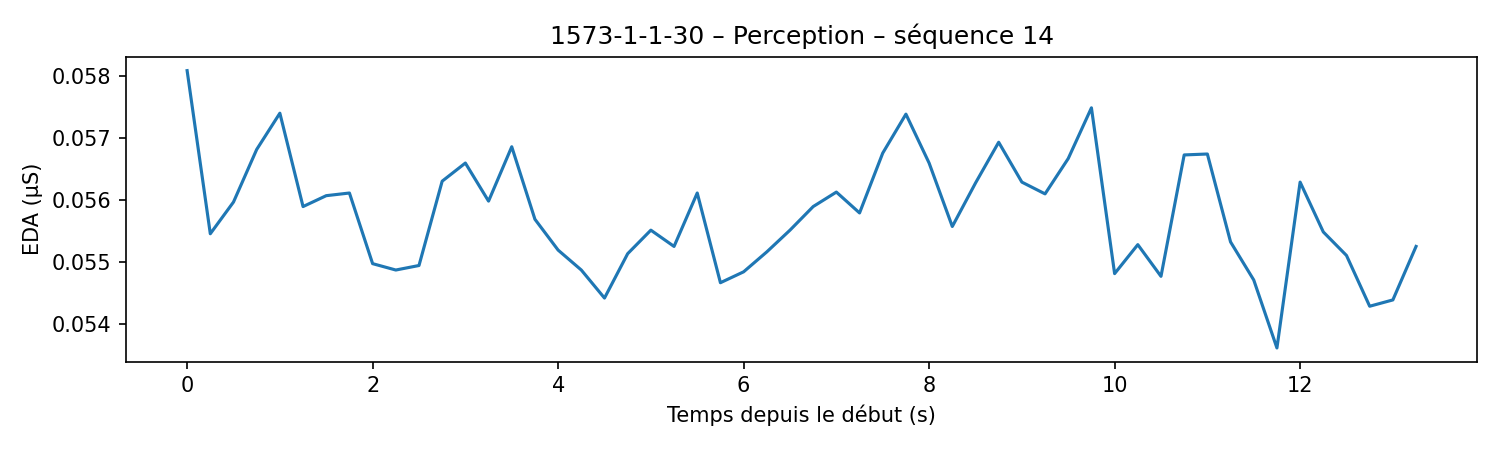 1573-1-1-30 – Perception – séquence 14
EDA (µS)
0.058
0.057
0.056
0.055
0.054
0 2 4 6 8 10 12
Temps depuis le début (s)